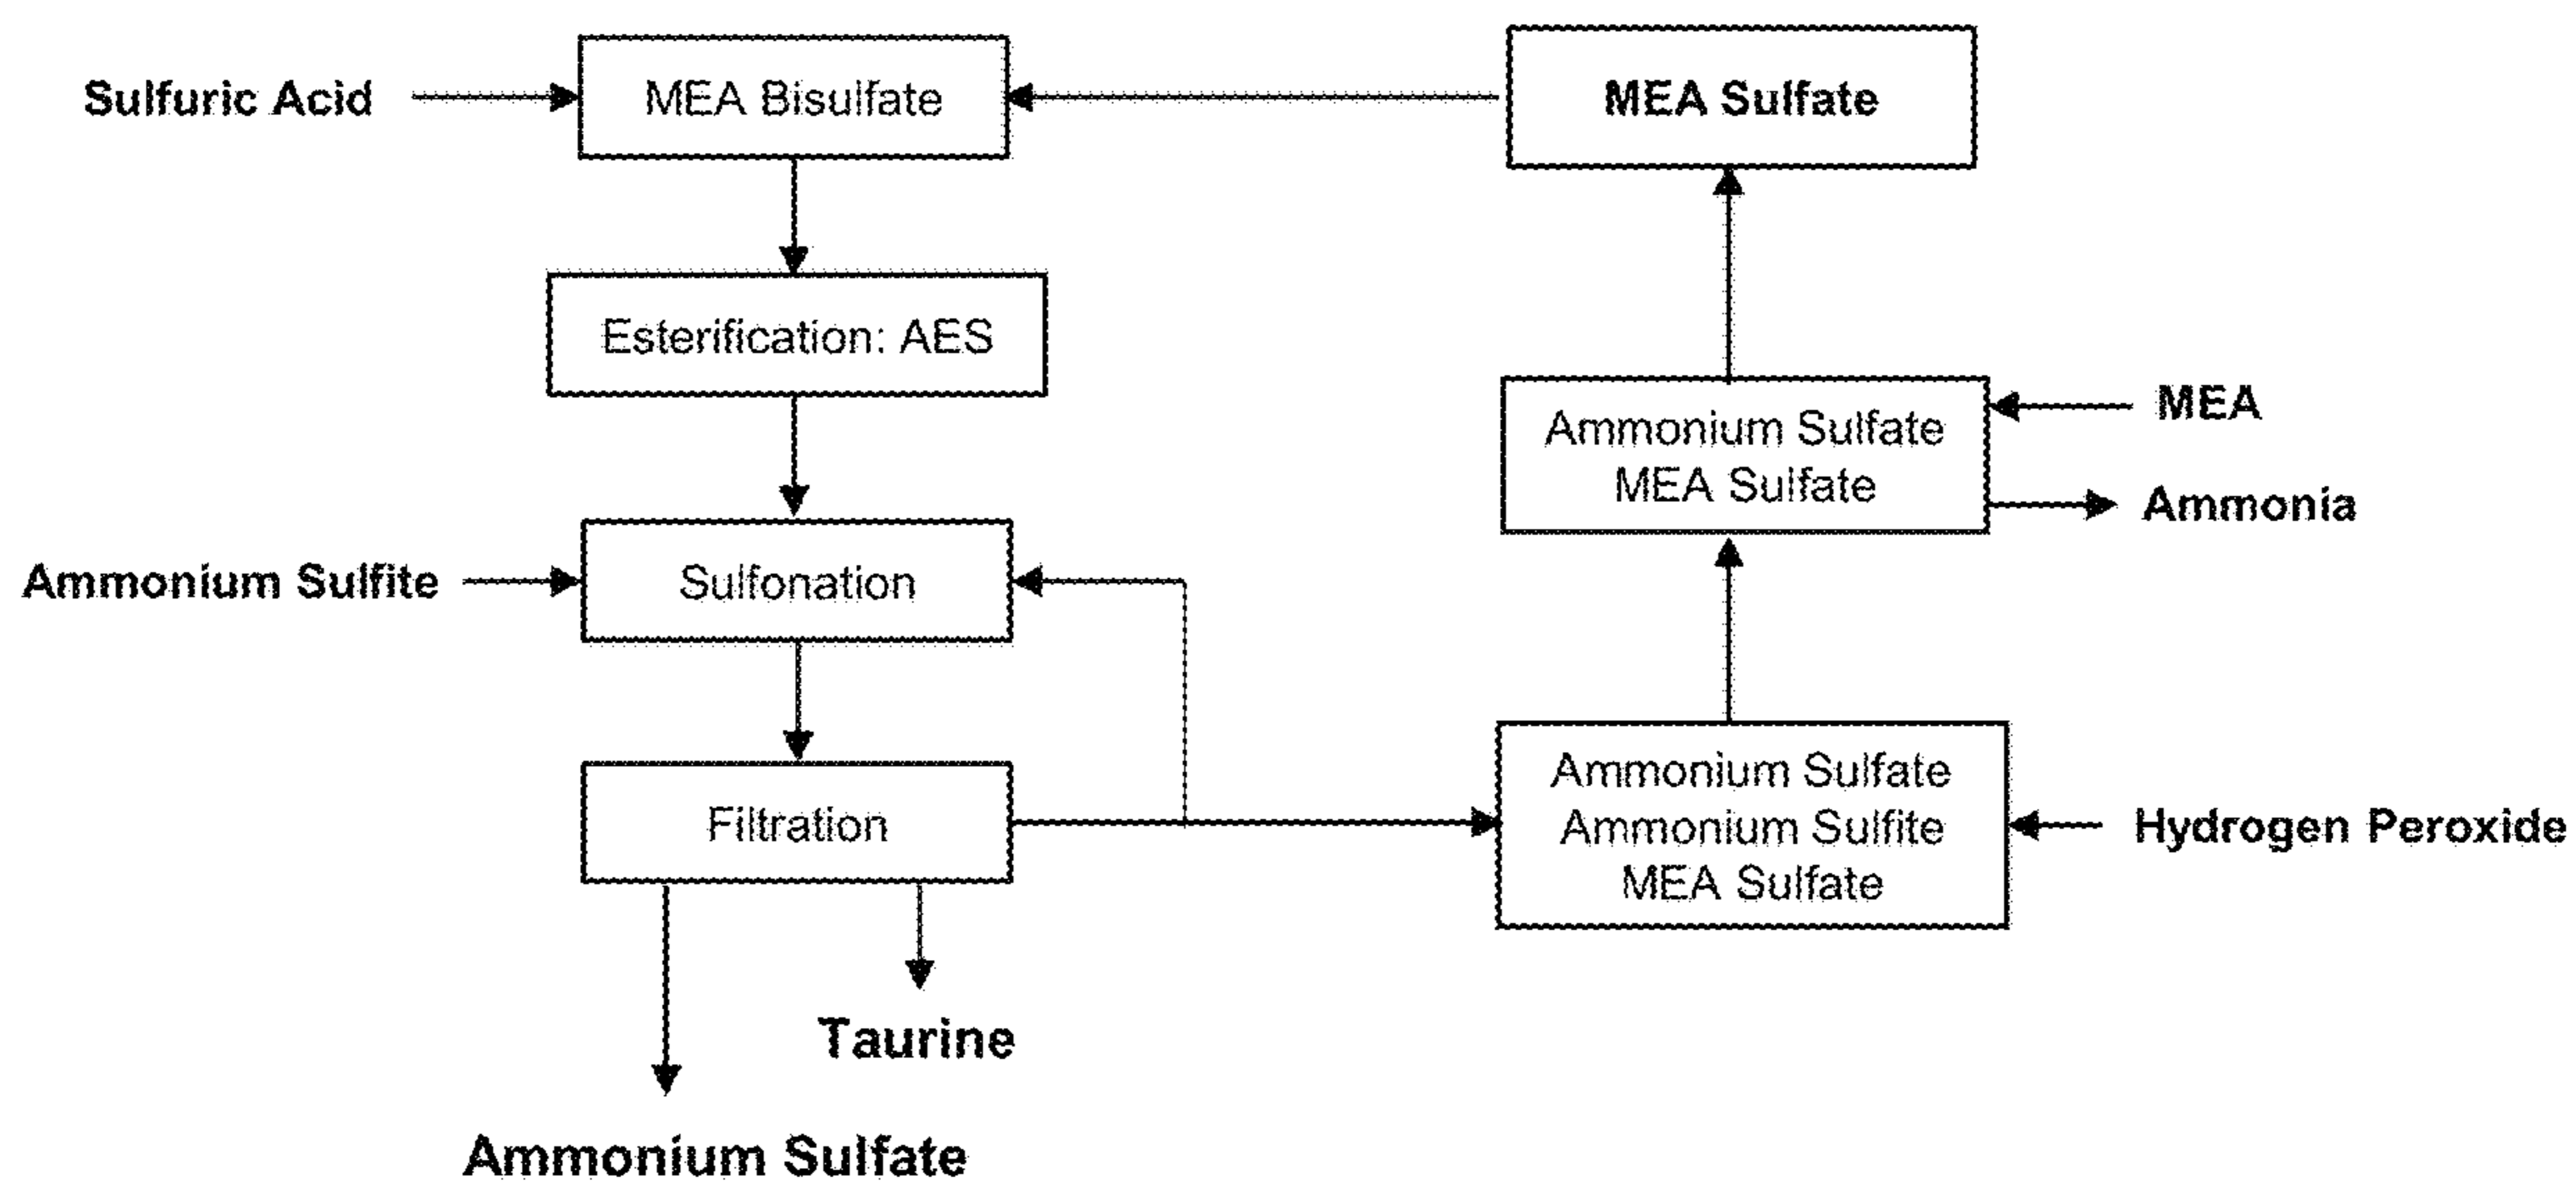 Sulfuric Acid
MEA Bisulfate
MEA Sulfate
Esterification: AES
Ammonium Sulfate
MEA Sulfate
MEA
Ammonia
Ammonium Sulfite
Sulfonation
Filtration
Ammonium Sulfate
Ammonium Sulfite
MEA Sulfate
Hydrogen Peroxide
Taurine
Ammonium Sulfate